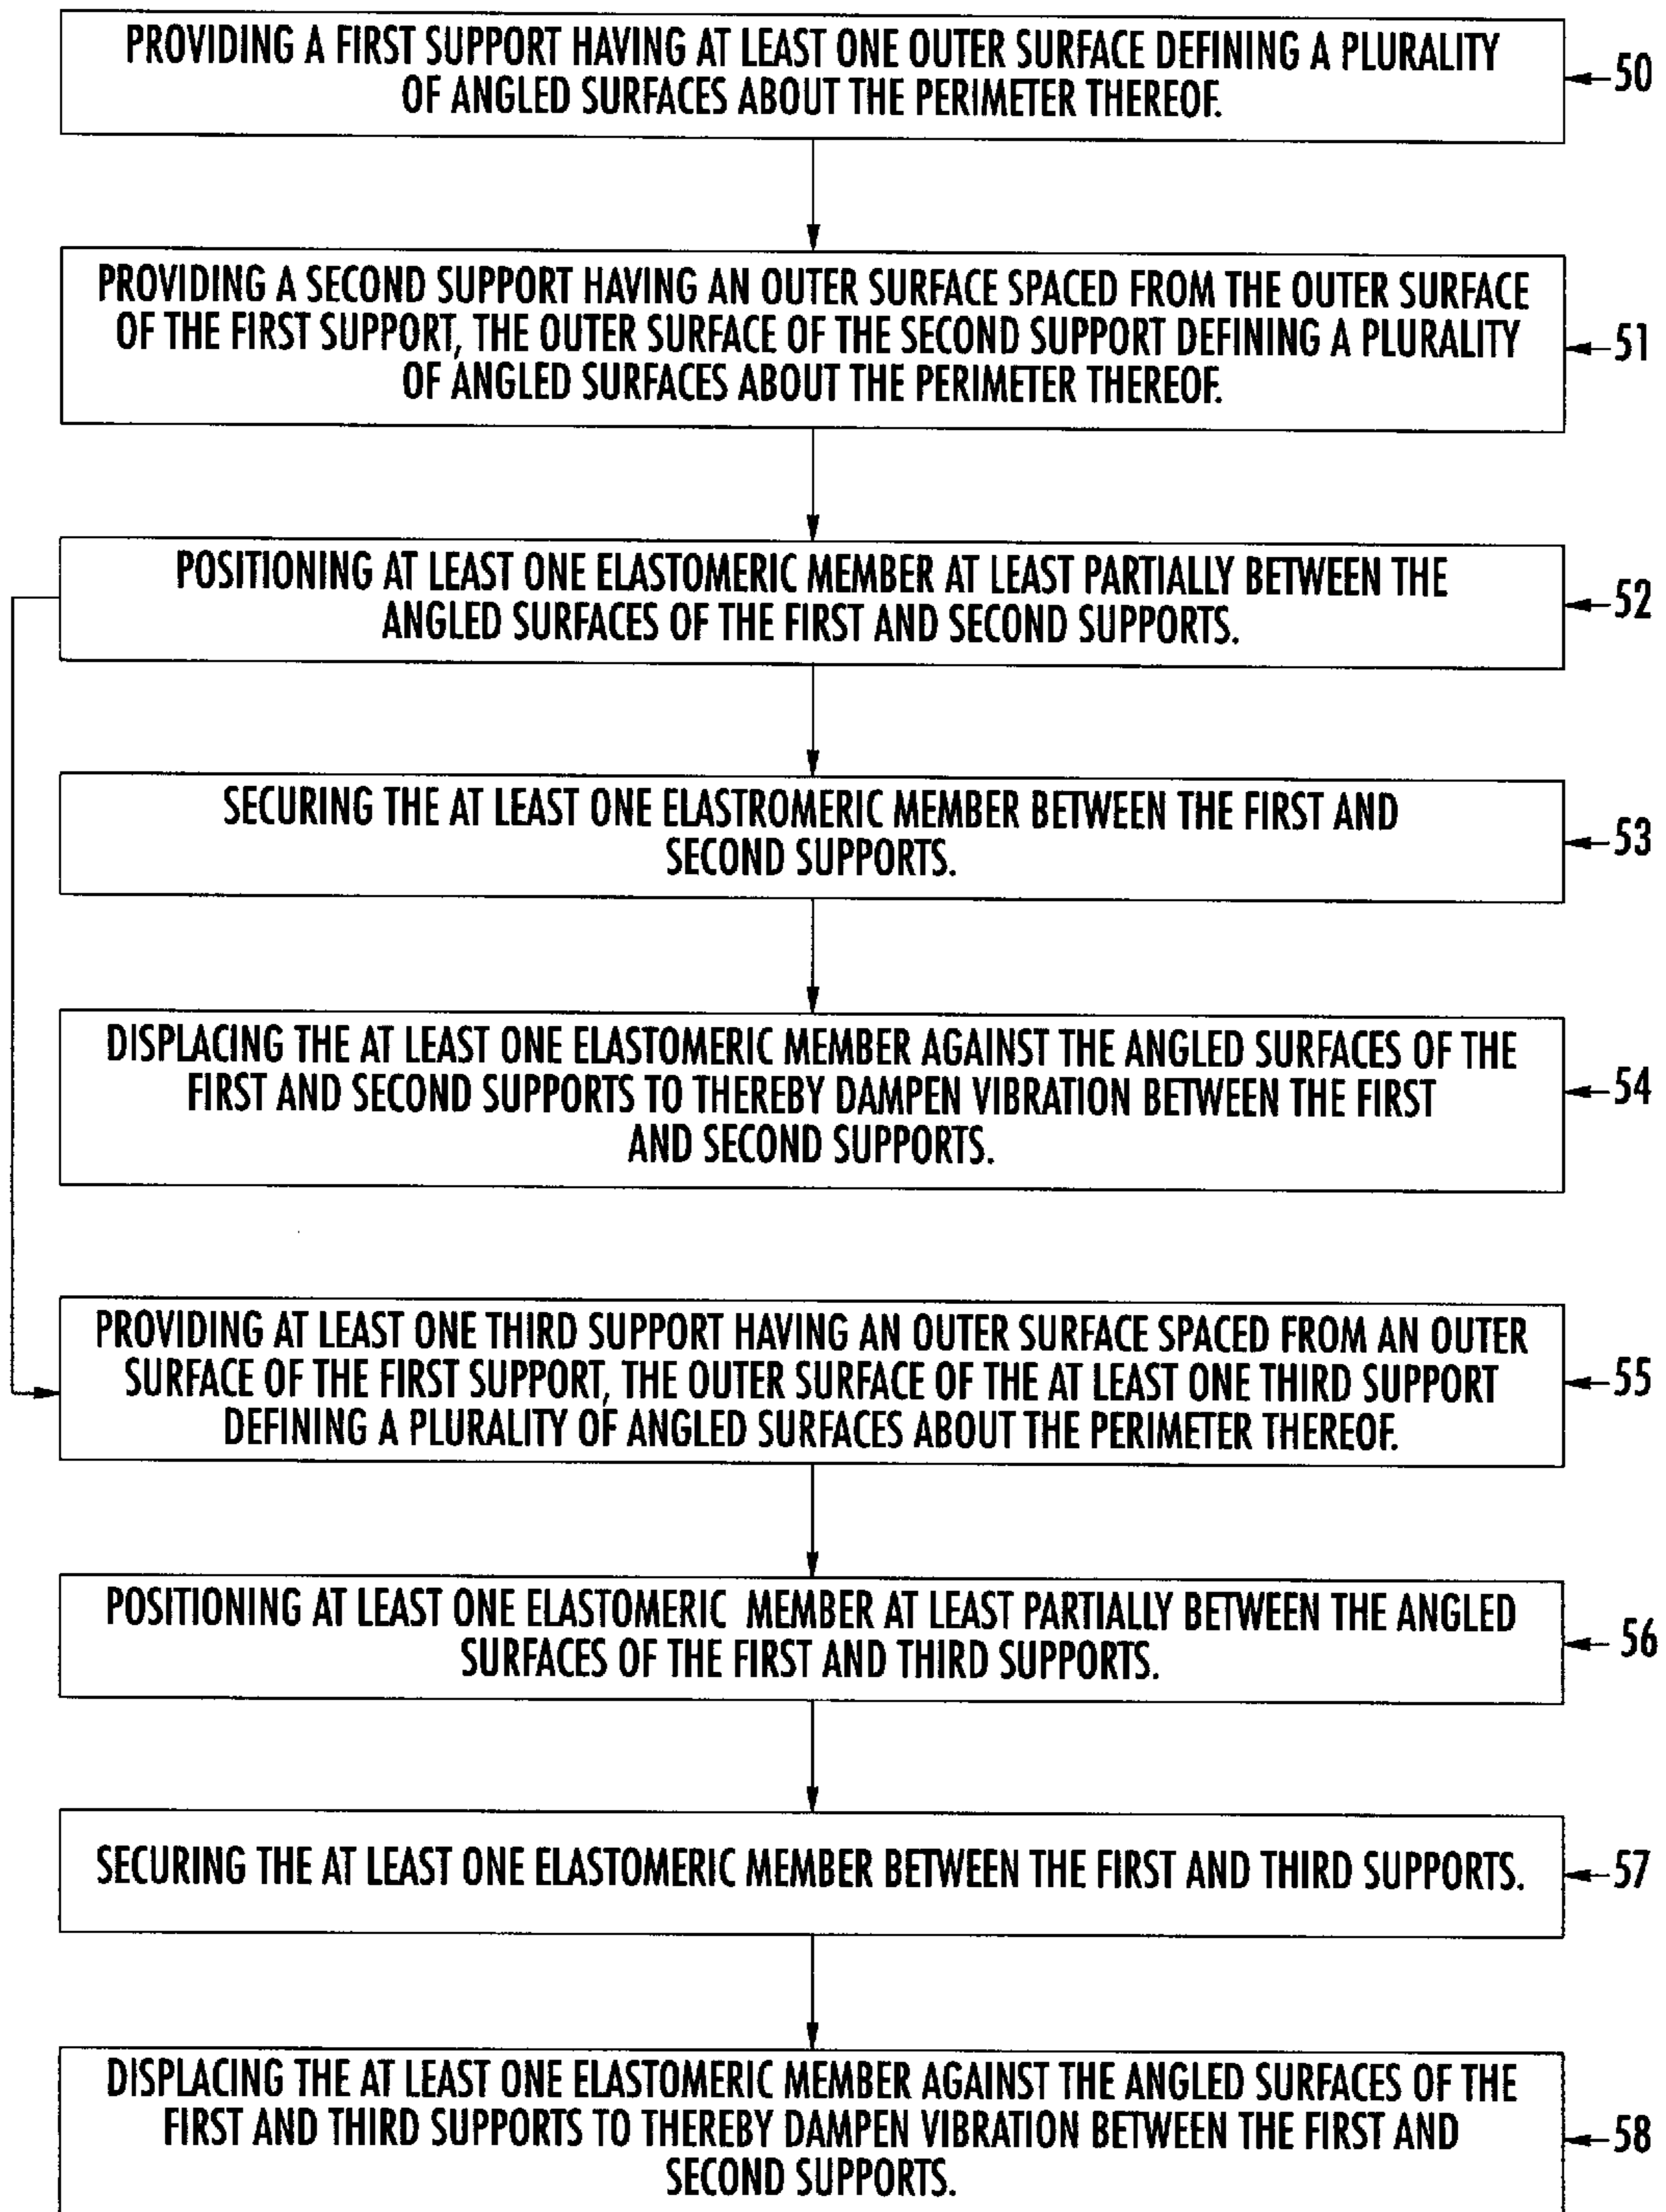 PROVIDING A FIRST SUPPORT HAVING AT LEAST ONE OUTER SURFACE DEFINING A PLURALITY
OF ANGLED SURFACES ABOUT THE PERIMETER THEREOF.
50
PROVIDING A SECOND SUPPORT HAVING AN OUTER SURFACE SPACED FROM THE OUTER SURFACE
OF THE FIRST SUPPORT, THE OUTER SURFACE OF THE SECOND SUPPORT DEFINING A PLURALITY
OF ANGLED SURFACES ABOUT THE PERIMETER THEREOF.
51
POSITIONING AT LEAST ONE ELASTOMERIC MEMBER AT LEAST PARTIALLY BETWEEN THE
ANGLED SURFACES OF THE FIRST AND SECOND SUPPORTS.
52
SECURING THE AT LEAST ONE ELASTROMERIC MEMBER BETWEEN THE FIRST AND
SECOND SUPPORTS.
53
DISPLACING THE AT LEAST ONE ELASTOMERIC MEMBER AGAINST THE ANGLED SURFACES OF THE
FIRST AND SECOND SUPPORTS TO THEREBY DAMPEN VIBRATION BETWEEN THE FIRST
AND SECOND SUPPORTS.
54
PROVIDING AT LEAST ONE THIRD SUPPORT HAVING AN OUTER SURFACE SPACED FROM AN OUTER
SURFACE OF THE FIRST SUPPORT, THE OUTER SURFACE OF THE AT LEAST ONE THIRD SUPPORT
DEFINING A PLURALITY OF ANGLED SURFACES ABOUT THE PERIMETER THEREOF.
55
POSITIONING AT LEAST ONE ELASTOMERIC MEMBER AT LEAST PARTIALLY BETWEEN THE ANGLED
SURFACES OF THE FIRST AND THIRD SUPPORTS.
56
SECURING THE AT LEAST ONE ELASTOMERIC MEMBER BETWEEN THE FIRST AND THIRD SUPPORTS.
57
DISPLACING THE AT LEAST ONE ELASTOMERIC MEMBER AGAINST THE ANGLED SURFACES OF THE
FIRST AND THIRD SUPPORTS TO THEREBY DAMPEN VIBRATION BETWEEN THE FIRST AND
SECOND SUPPORTS.
58